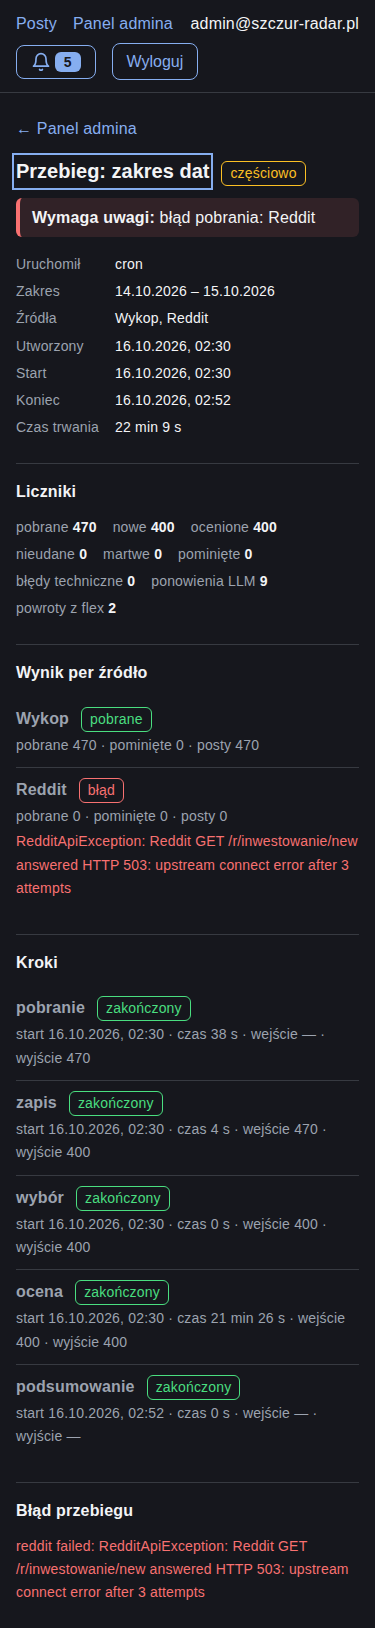 Posty Panel admina admin@szczur-radar.pl
5 Wyloguj
← Panel admina
Przebieg: zakres dat częściowo
Wymaga uwagi: błąd pobrania: Reddit
Uruchomił cron
Zakres 14.10.2026 – 15.10.2026
Źródła Wykop, Reddit
Utworzony 16.10.2026, 02:30
Start 16.10.2026, 02:30
Koniec 16.10.2026, 02:52
Czas trwania 22 min 9 s
Liczniki
pobrane 470 nowe 400 ocenione 400
nieudane 0 martwe 0 pominięte 0
błędy techniczne 0 ponowienia LLM 9
powroty z flex 2
Wynik per źródło
Wykop pobrane
pobrane 470 · pominięte 0 · posty 470
Reddit błąd
pobrane 0 · pominięte 0 · posty 0
RedditApiException: Reddit GET /r/inwestowanie/new
answered HTTP 503: upstream connect error after 3
attempts
Kroki
pobranie zakończony
start 16.10.2026, 02:30 · czas 38 s · wejście — ·
wyjście 470
zapis zakończony
start 16.10.2026, 02:30 · czas 4 s · wejście 470 ·
wyjście 400
wybór zakończony
start 16.10.2026, 02:30 · czas 0 s · wejście 400 ·
wyjście 400
ocena zakończony
start 16.10.2026, 02:30 · czas 21 min 26 s · wejście
400 · wyjście 400
podsumowanie zakończony
start 16.10.2026, 02:52 · czas 0 s · wejście — ·
wyjście —
Błąd przebiegu
reddit failed: RedditApiException: Reddit GET
/r/inwestowanie/new answered HTTP 503: upstream
connect error after 3 attempts